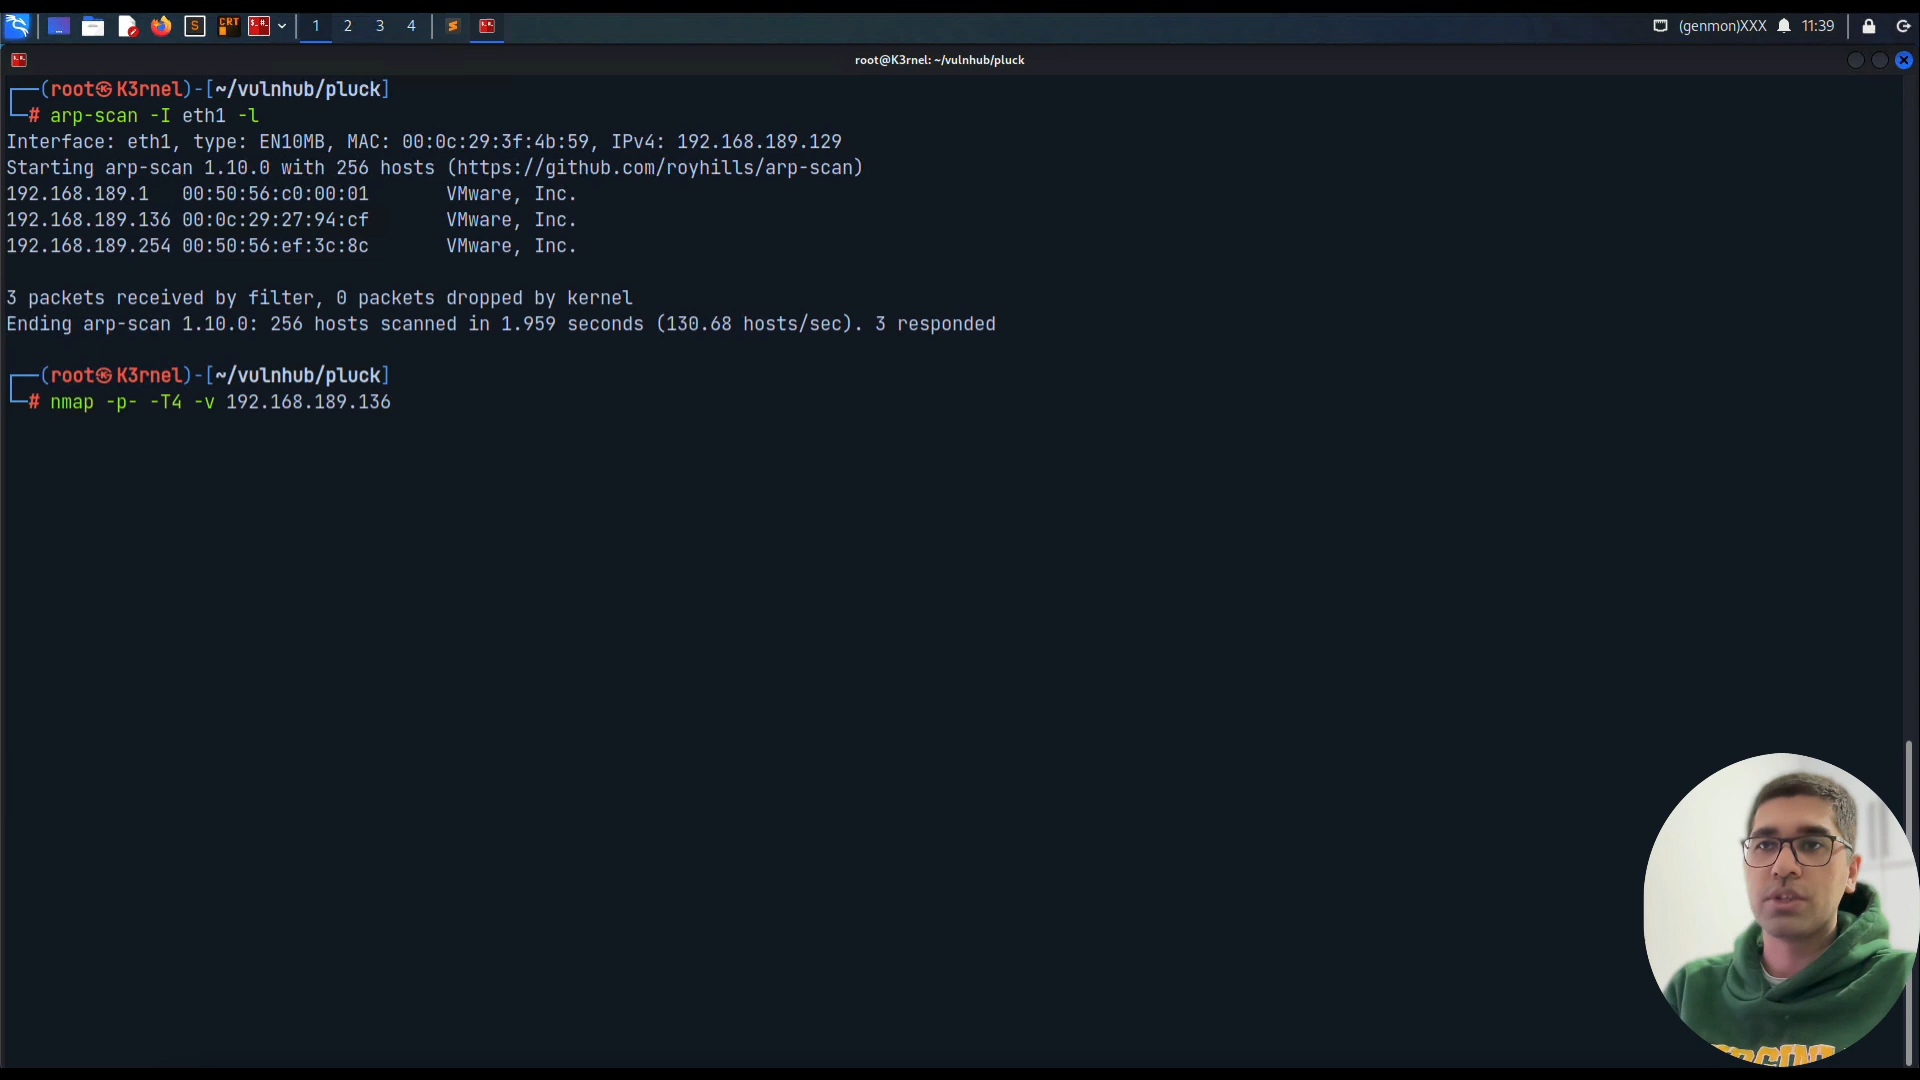 1 2 3 4
(genmon)XXX 11:39
root@K3rnel: ~/vulnhub/pluck
┌──(root㉿K3rnel)-[~/vulnhub/pluck]
└─# arp-scan -I eth1 -l
Interface: eth1, type: EN10MB, MAC: 00:0c:29:3f:4b:59, IPv4: 192.168.189.129
Starting arp-scan 1.10.0 with 256 hosts (https://github.com/royhills/arp-scan)
192.168.189.1 00:50:56:c0:00:01 VMware, Inc.
192.168.189.136 00:0c:29:27:94:cf VMware, Inc.
192.168.189.254 00:50:56:ef:3c:8c VMware, Inc.
3 packets received by filter, 0 packets dropped by kernel
Ending arp-scan 1.10.0: 256 hosts scanned in 1.959 seconds (130.68 hosts/sec). 3 responded
┌──(root㉿K3rnel)-[~/vulnhub/pluck]
└─# nmap -p- -T4 -v 192.168.189.136